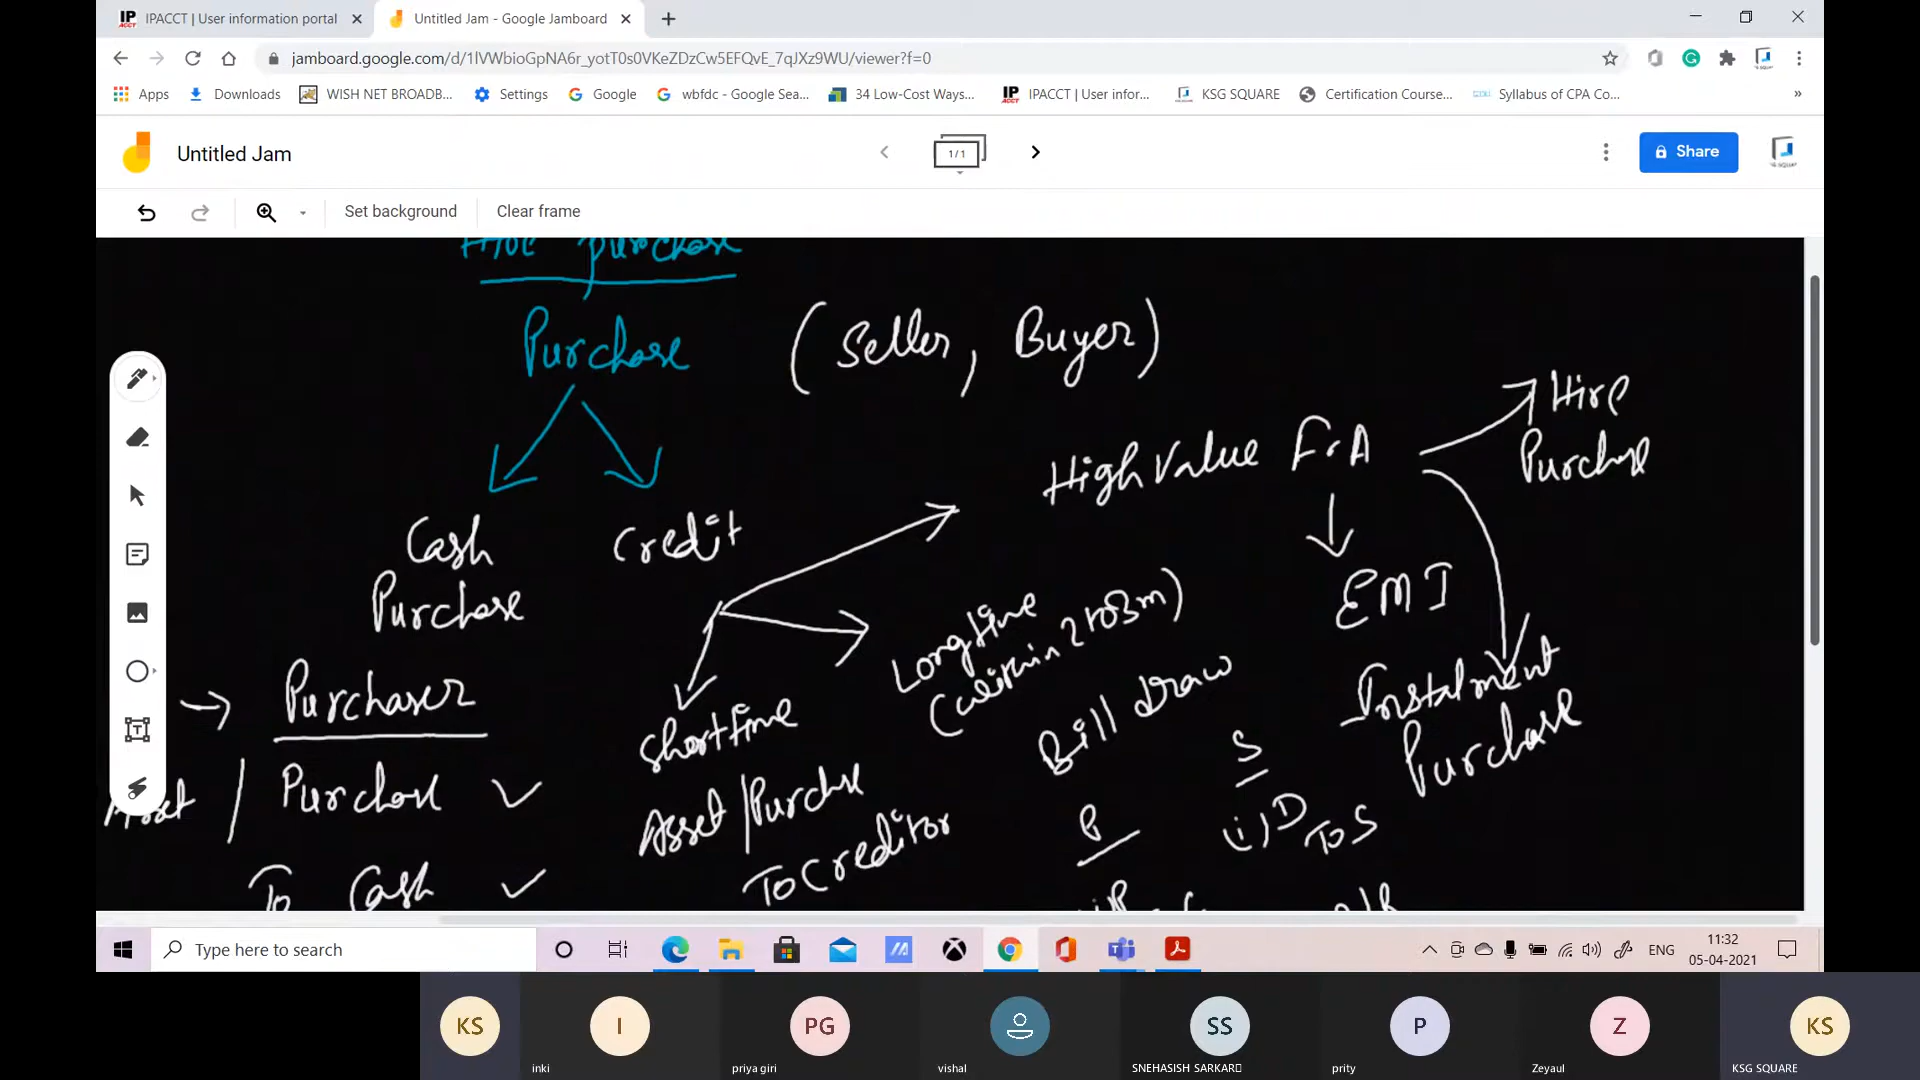 IPACCT | User information portal
Untitled Jam - Google Jamboard
jamboard.google.com/d/1lVWbioGpNA6r_yotT0s0VKeZDzCw5EFQvE_7qJXz9WU/viewer?f=0
Apps
Downloads
WISH NET BROADB...
Settings
Google
wbfdc - Google Sea...
34 Low-Cost Ways...
IPACCT | User infor...
KSG SQUARE
Certification Course...
Syllabus of CPA Co...
»
Untitled Jam
1/1
Share
Set background
Clear frame
Hire purchase
Purchase
(Seller, Buyer)
Cash
Purchase
Credit
High Value F.A
Hire
Purchase
EMI
Instalment
Purchase
Long time
(within 2 to 3m)
Bill draw
Short time
Purchaser
Asset / Purchase
To Cash
Asset/Purchase
To Creditor
S
(i) D
To S
B
Type here to search
ENG
11:32
05-04-2021
KS
I
inki
PG
priya giri
vishal
SS
SNEHASISH SARKAR
P
prity
Z
Zeyaul
KS
KSG SQUARE